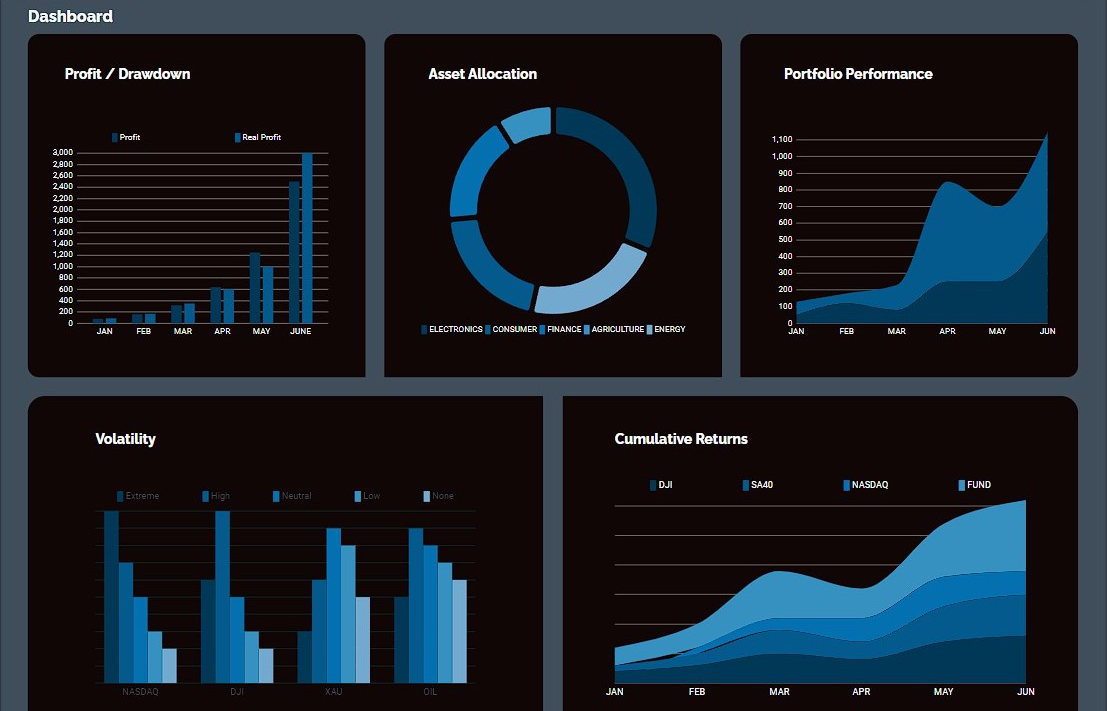 Dashboard
Profit / Drawdown
Profit Real Profit
3,000
2,800
2,600
2,400
2,200
2,000
1,800
1,600
1,400
1,200
1,000
800
600
400
200
0
JAN FEB MAR APR MAY JUNE
Asset Allocation
ELECTRONICS CONSUMER FINANCE AGRICULTURE ENERGY
Portfolio Performance
1,100
1,000
900
800
700
600
500
400
300
200
100
0
JAN FEB MAR APR MAY JUN
Volatility
Extreme High Neutral Low None
NASDAQ DJI XAU OIL
Cumulative Returns
DJI SA40 NASDAQ FUND
JAN FEB MAR APR MAY JUN